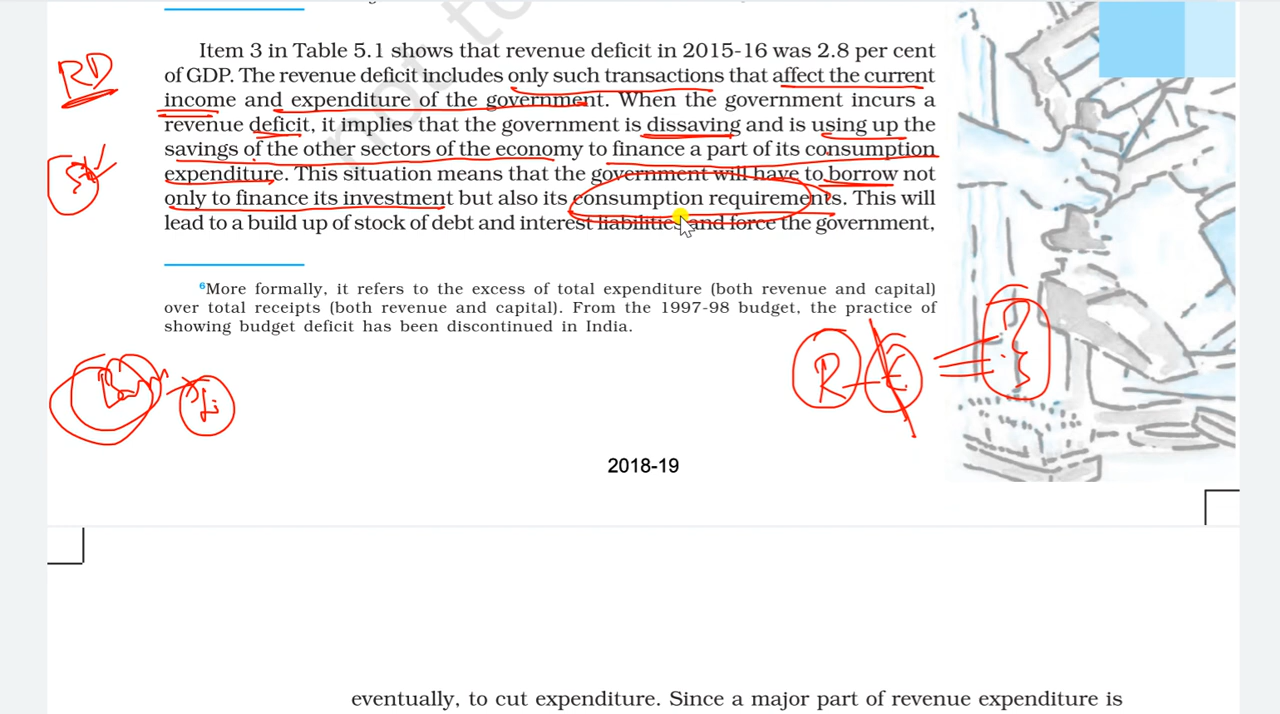 Item 3 in Table 5.1 shows that revenue deficit in 2015-16 was 2.8 per cent
RD
of GDP. The revenue deficit includes only such transactions that affect the current
income and expenditure of the government. When the government incurs a
revenue deficit, it implies that the government is dissaving and is using up the
savings of the other sectors of the economy to finance a part of its consumption
expenditure. This situation means that the government will have to borrow not
only to finance its investment but also its consumption requirements. This will
lead to a build up of stock of debt and interest liabilities and force the government,
6More formally, it refers to the excess of total expenditure (both revenue and capital)
over total receipts (both revenue and capital). From the 1997-98 budget, the practice of
showing budget deficit has been discontinued in India.
R - E =
2018-19
eventually, to cut expenditure. Since a major part of revenue expenditure is